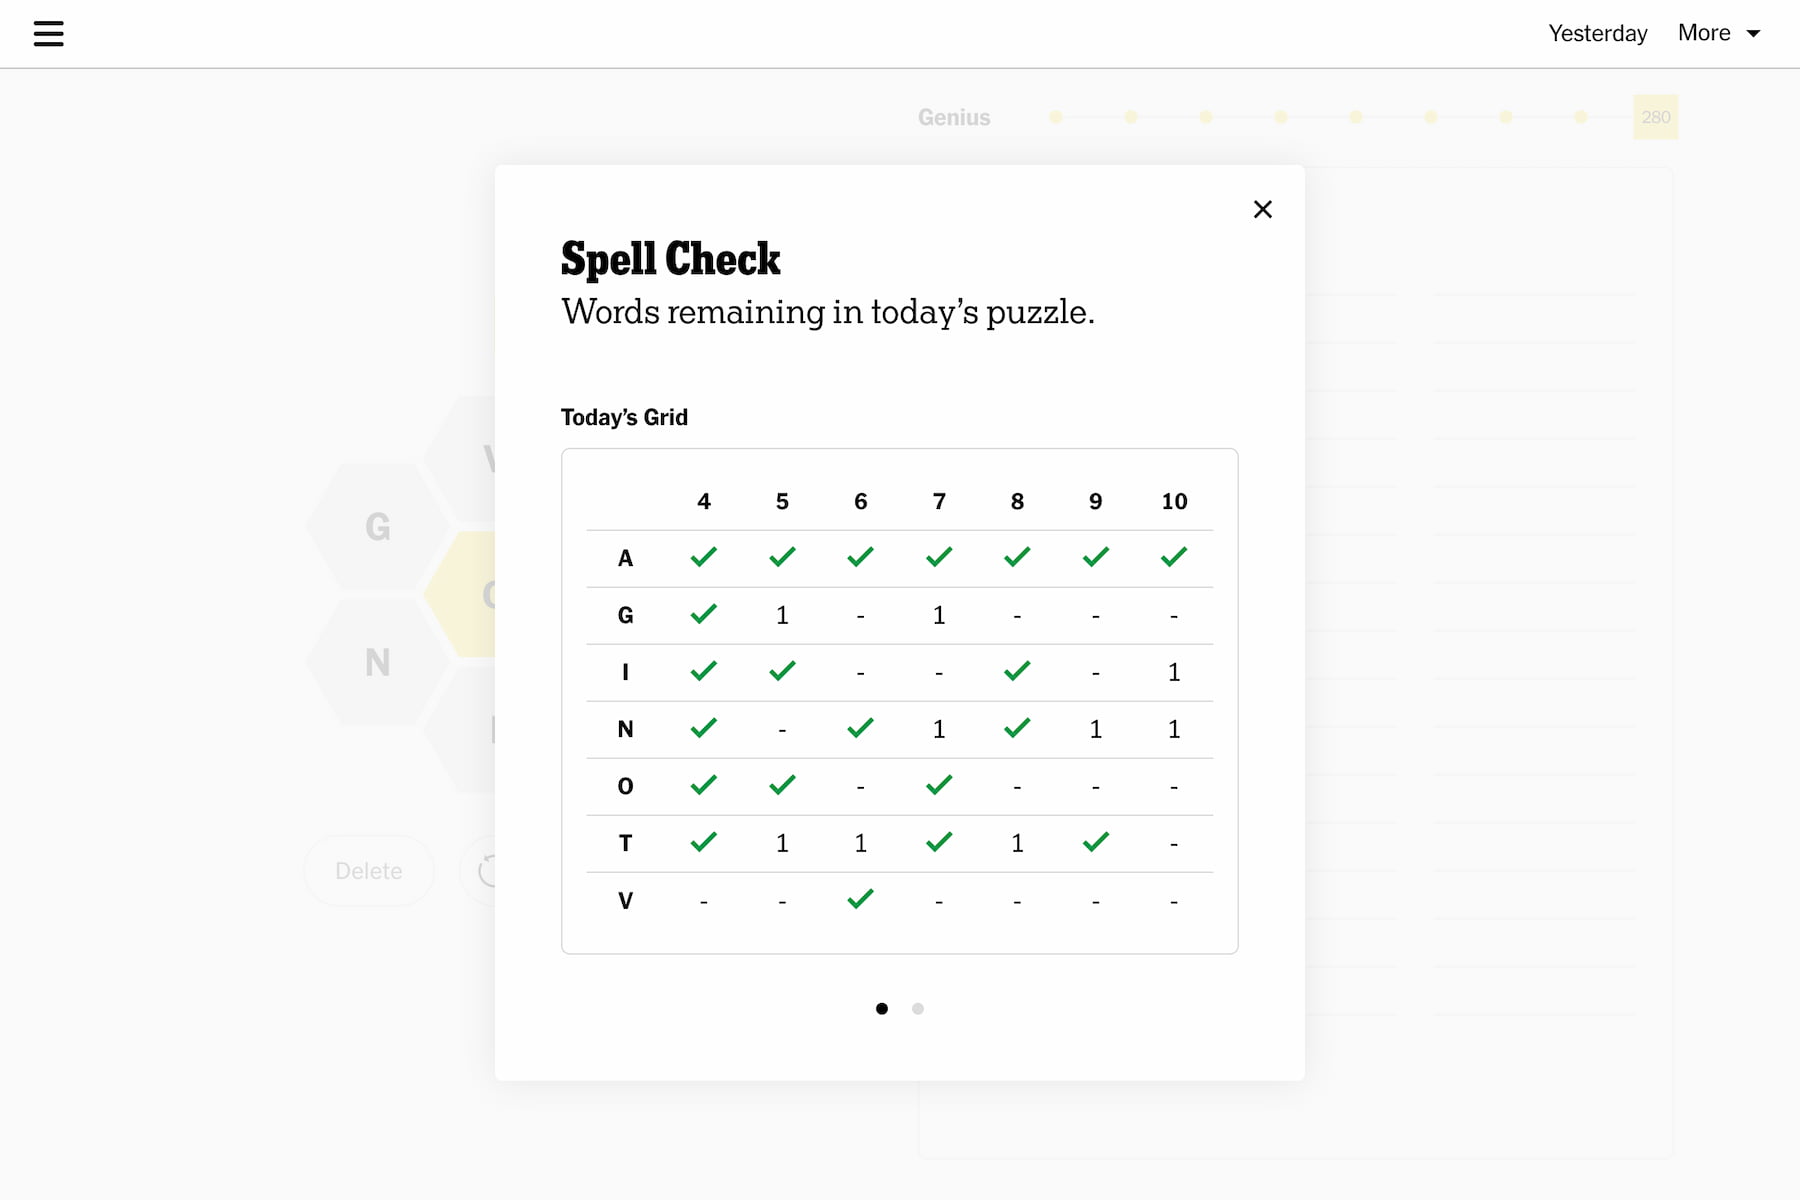 Yesterday More
Genius 280
Spell Check
Words remaining in today’s puzzle.
Today’s Grid
4 5 6 7 8 9 10
A ✓ ✓ ✓ ✓ ✓ ✓ ✓
G ✓ 1 - 1 - - -
I ✓ ✓ - - ✓ - 1
N ✓ - ✓ 1 ✓ 1 1
O ✓ ✓ - ✓ - - -
T ✓ 1 1 ✓ 1 ✓ -
V - - ✓ - - - -
G
N
Delete